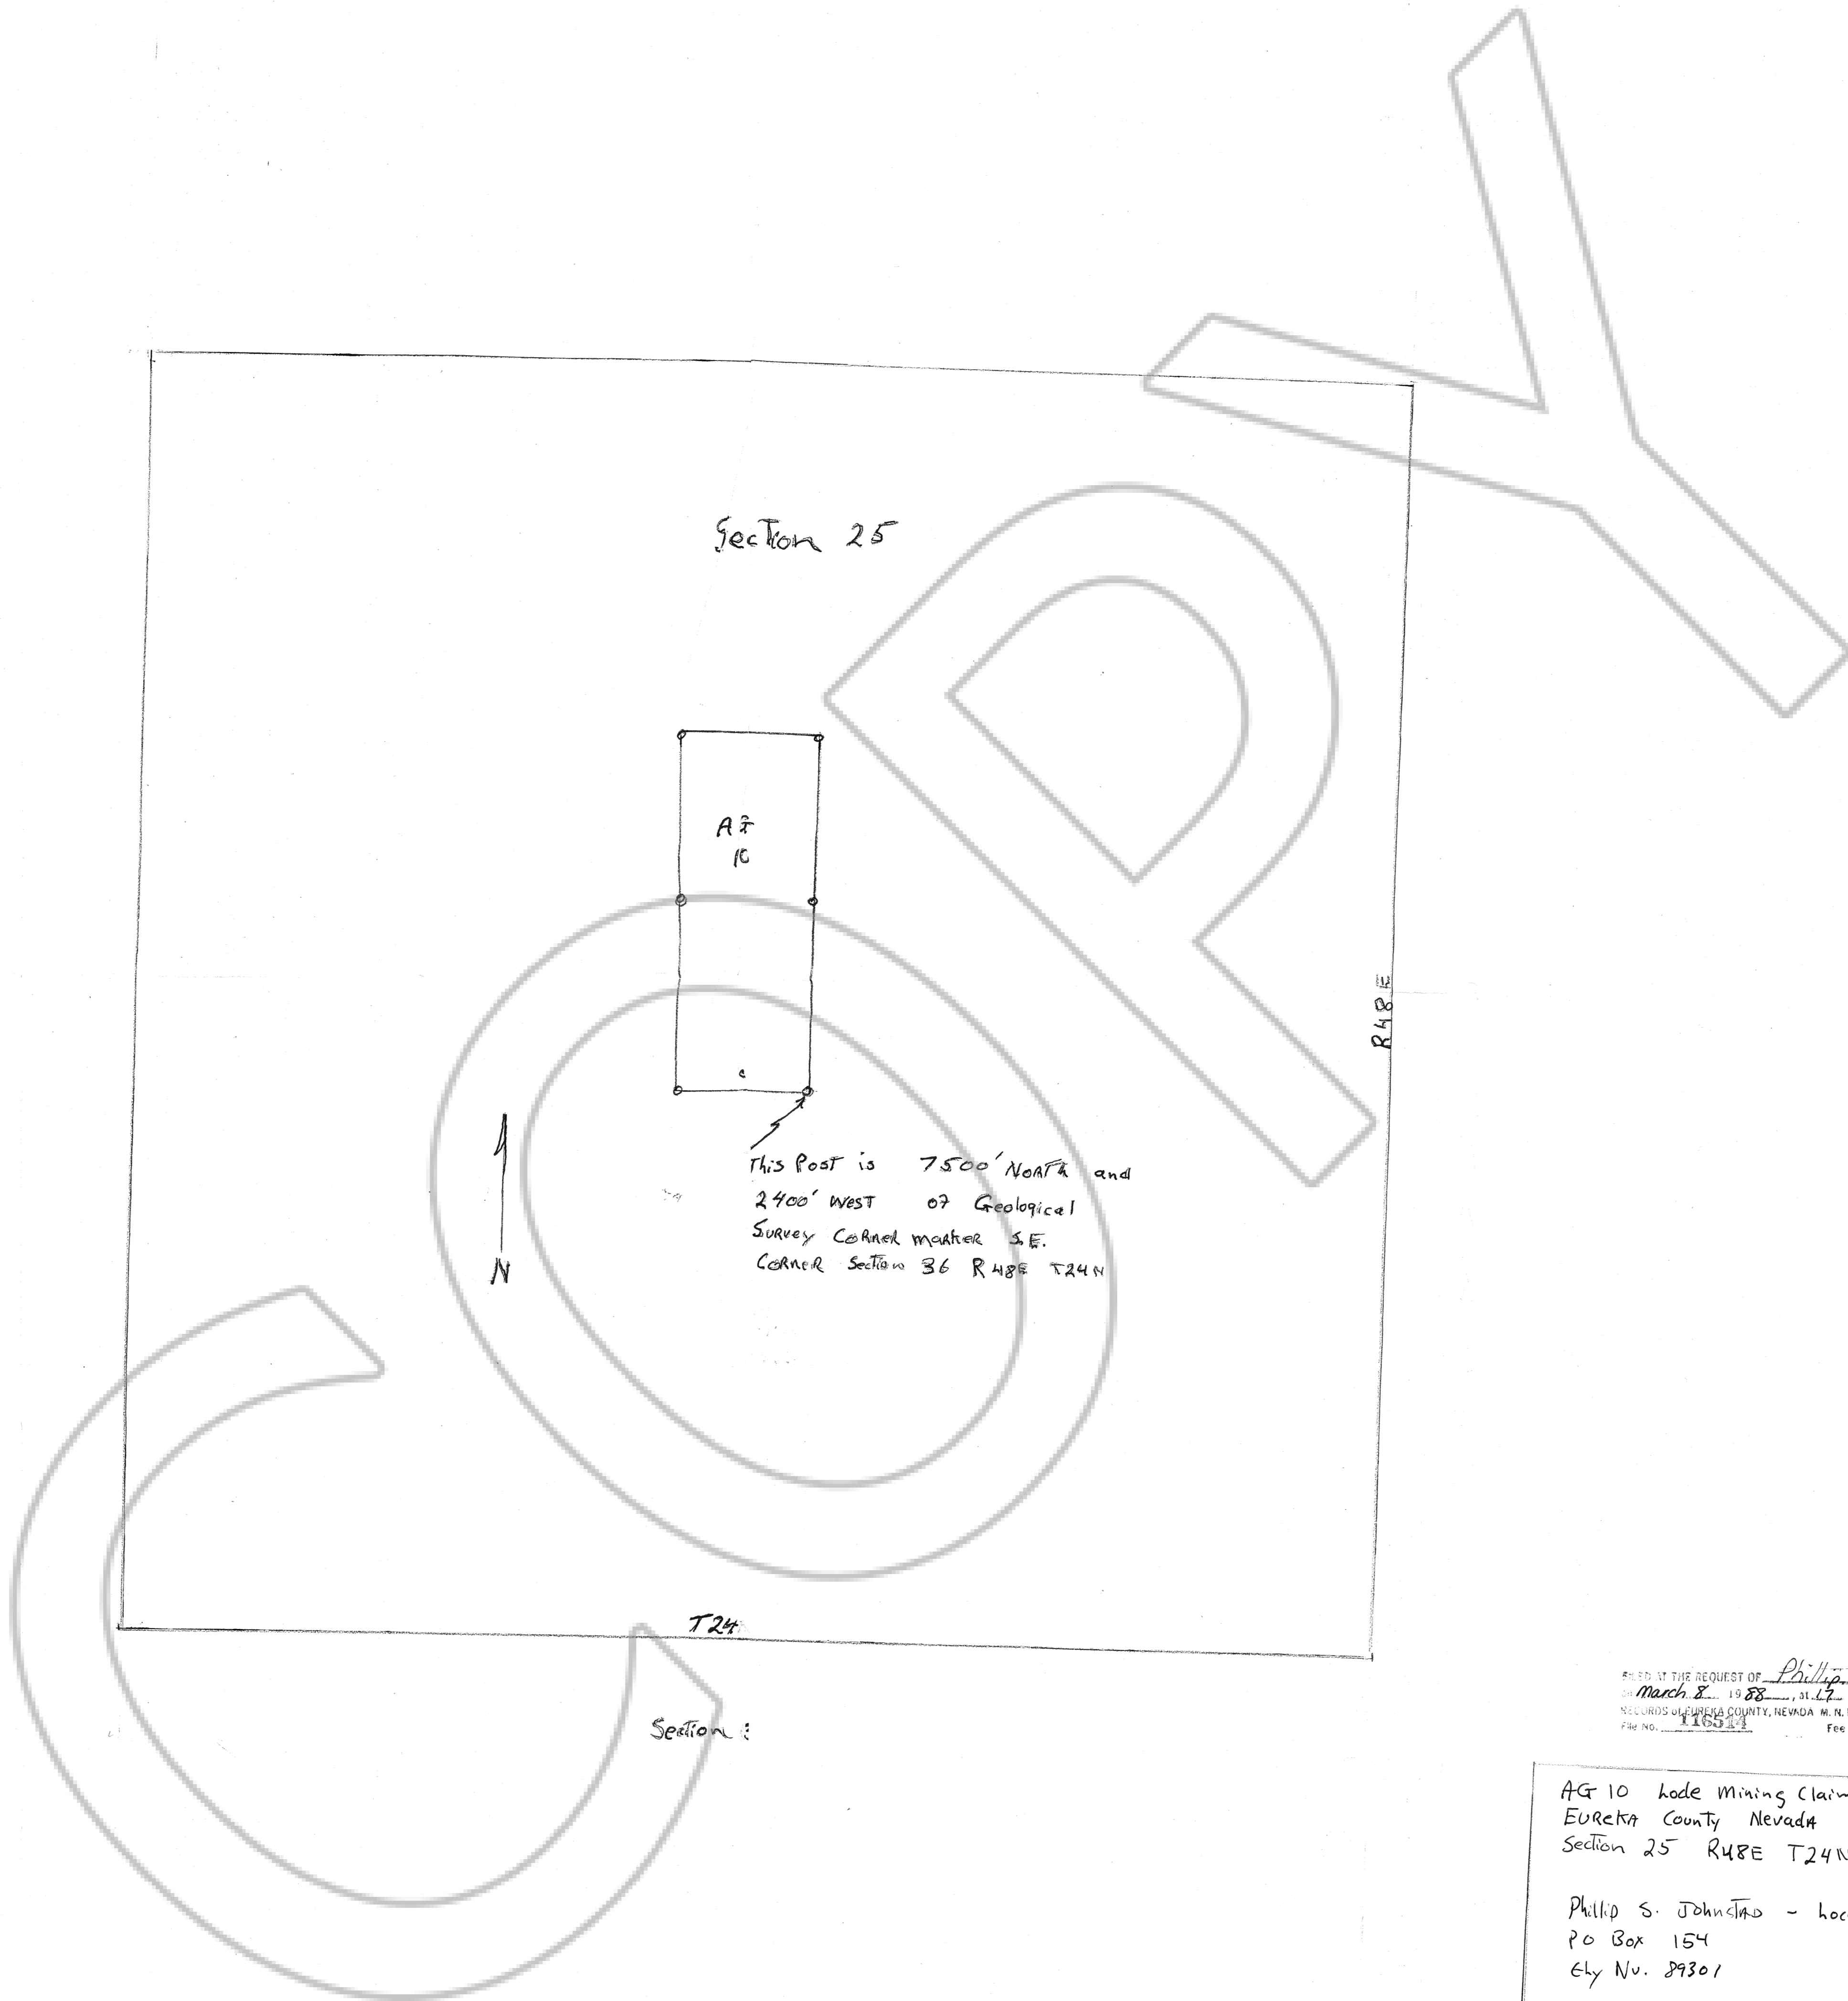 Section 25
AG
10
R48E
This Post is 7500' NORTH and
2400' WEST of Geological
SURVEY CORNER marker S.E.
CORNER Section 36 R48E T24N
N
T24
Section
COPY
FILED AT THE REQUEST OF Phillip
March 8 1988, at 17
RECORDS of EUREKA COUNTY, NEVADA M. N.
File No. 116514 Fee
AG 10 Lode Mining Claim
EUREKA County NevadA
Section 25 R48E T24N
Phillip S. JohnsTAD -
PO Box 154
Ely Nv. 89301